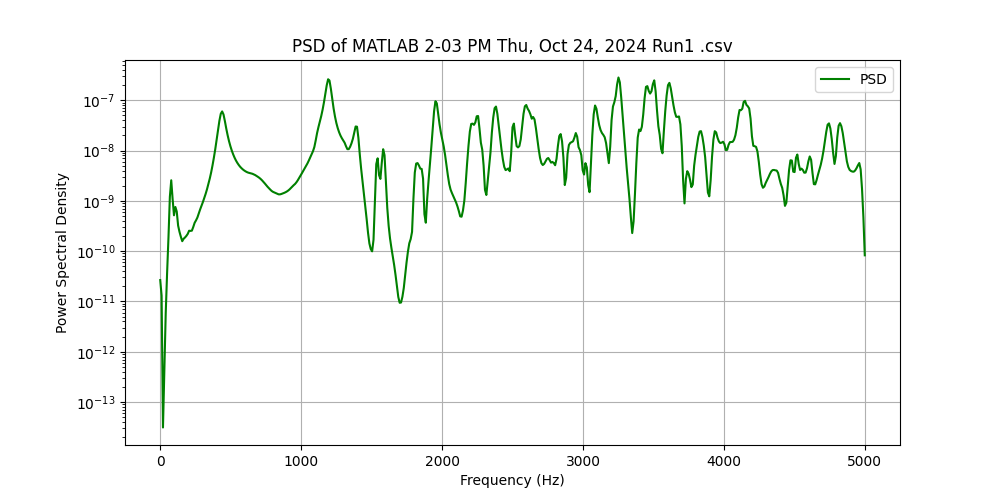 PSD of MATLAB 2-03 PM Thu, Oct 24, 2024 Run1 .csv
PSD
10⁻⁷
10⁻⁸
10⁻⁹
10⁻¹⁰
10⁻¹¹
10⁻¹²
10⁻¹³
Power Spectral Density
0 1000 2000 3000 4000 5000
Frequency (Hz)